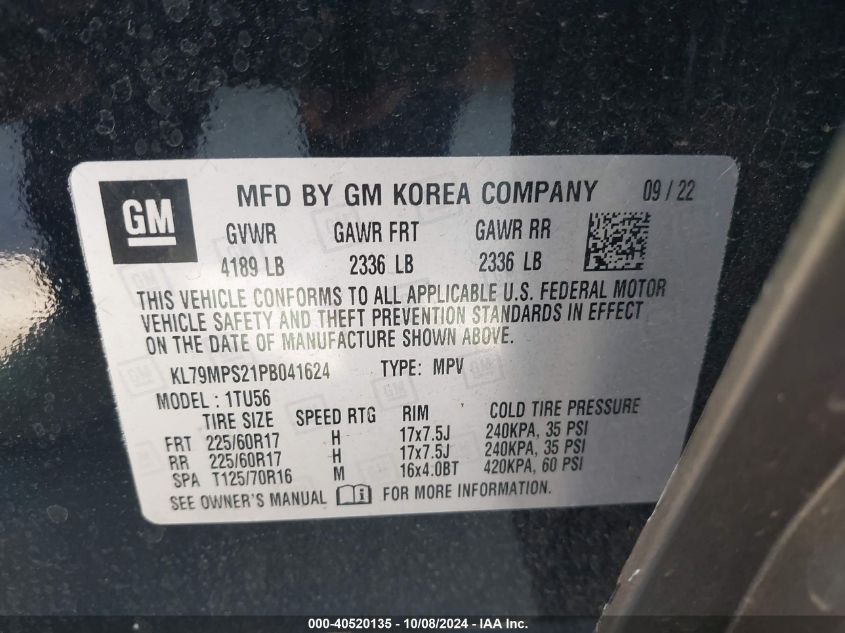 GM
MFD BY GM KOREA COMPANY 09 / 22
GVWR GAWR FRT GAWR RR
4189 LB 2336 LB 2336 LB
THIS VEHICLE CONFORMS TO ALL APPLICABLE U.S. FEDERAL MOTOR
VEHICLE SAFETY AND THEFT PREVENTION STANDARDS IN EFFECT
ON THE DATE OF MANUFACTURE SHOWN ABOVE.
KL79MPS21PB041624 TYPE: MPV
MODEL : 1TU56
TIRE SIZE SPEED RTG RIM COLD TIRE PRESSURE
FRT 225/60R17 H 17x7.5J 240KPA, 35 PSI
RR 225/60R17 H 17x7.5J 240KPA, 35 PSI
SPA T125/70R16 M 16x4.0BT 420KPA, 60 PSI
SEE OWNER'S MANUAL FOR MORE INFORMATION.
000-40520135 - 10/08/2024 - IAA Inc.